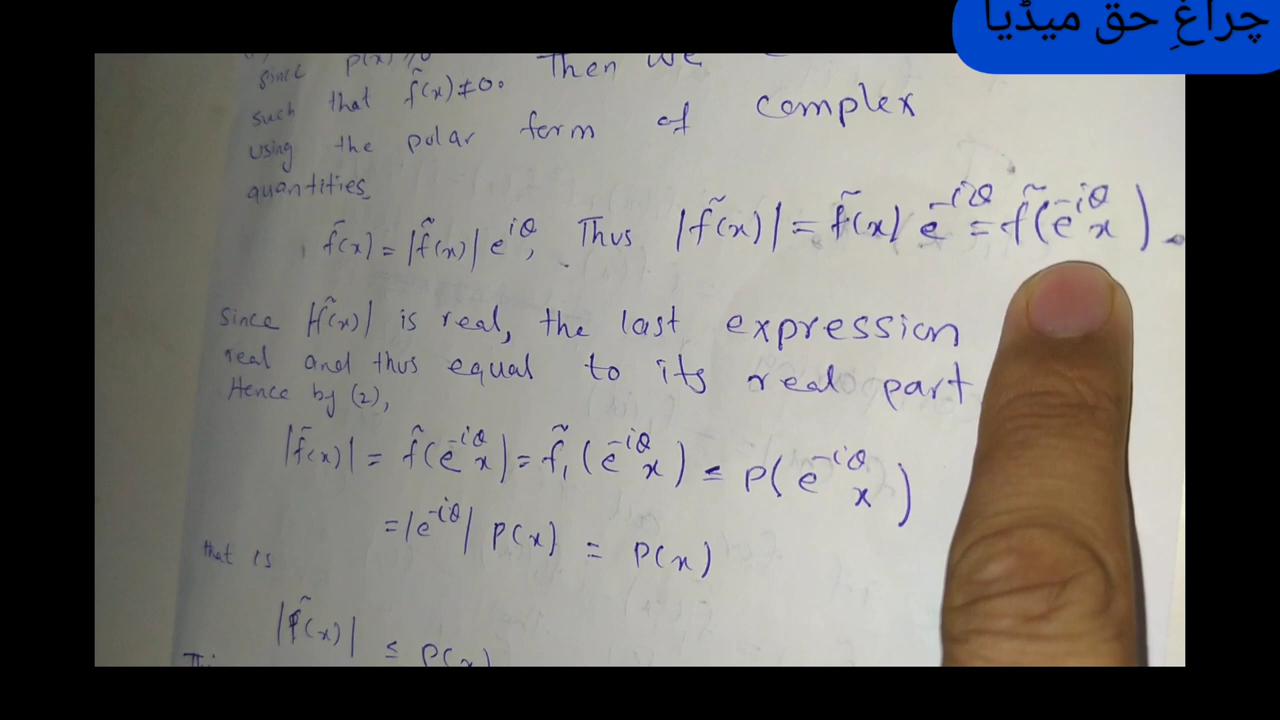 چراغِ حق میڈیا
since p(x) Then we
such that f̃(x)≠0.
using the polar form of complex
quantities
f̃(x) = |f̃(x)| e^{iθ}, Thus |f̃(x)| = f̃(x) e^{-iθ} = f̃(e^{-iθ} x).
since |f̃(x)| is real, the last expression
real and thus equal to its real part
Hence by (2),
|f̃(x)| = f̃(e^{-iθ} x) = f̃₁(e^{-iθ} x) ≤ p(e^{-iθ} x)
= |e^{-iθ}| p(x) = p(x)
that is
|f̃(x)| ≤ p(x)